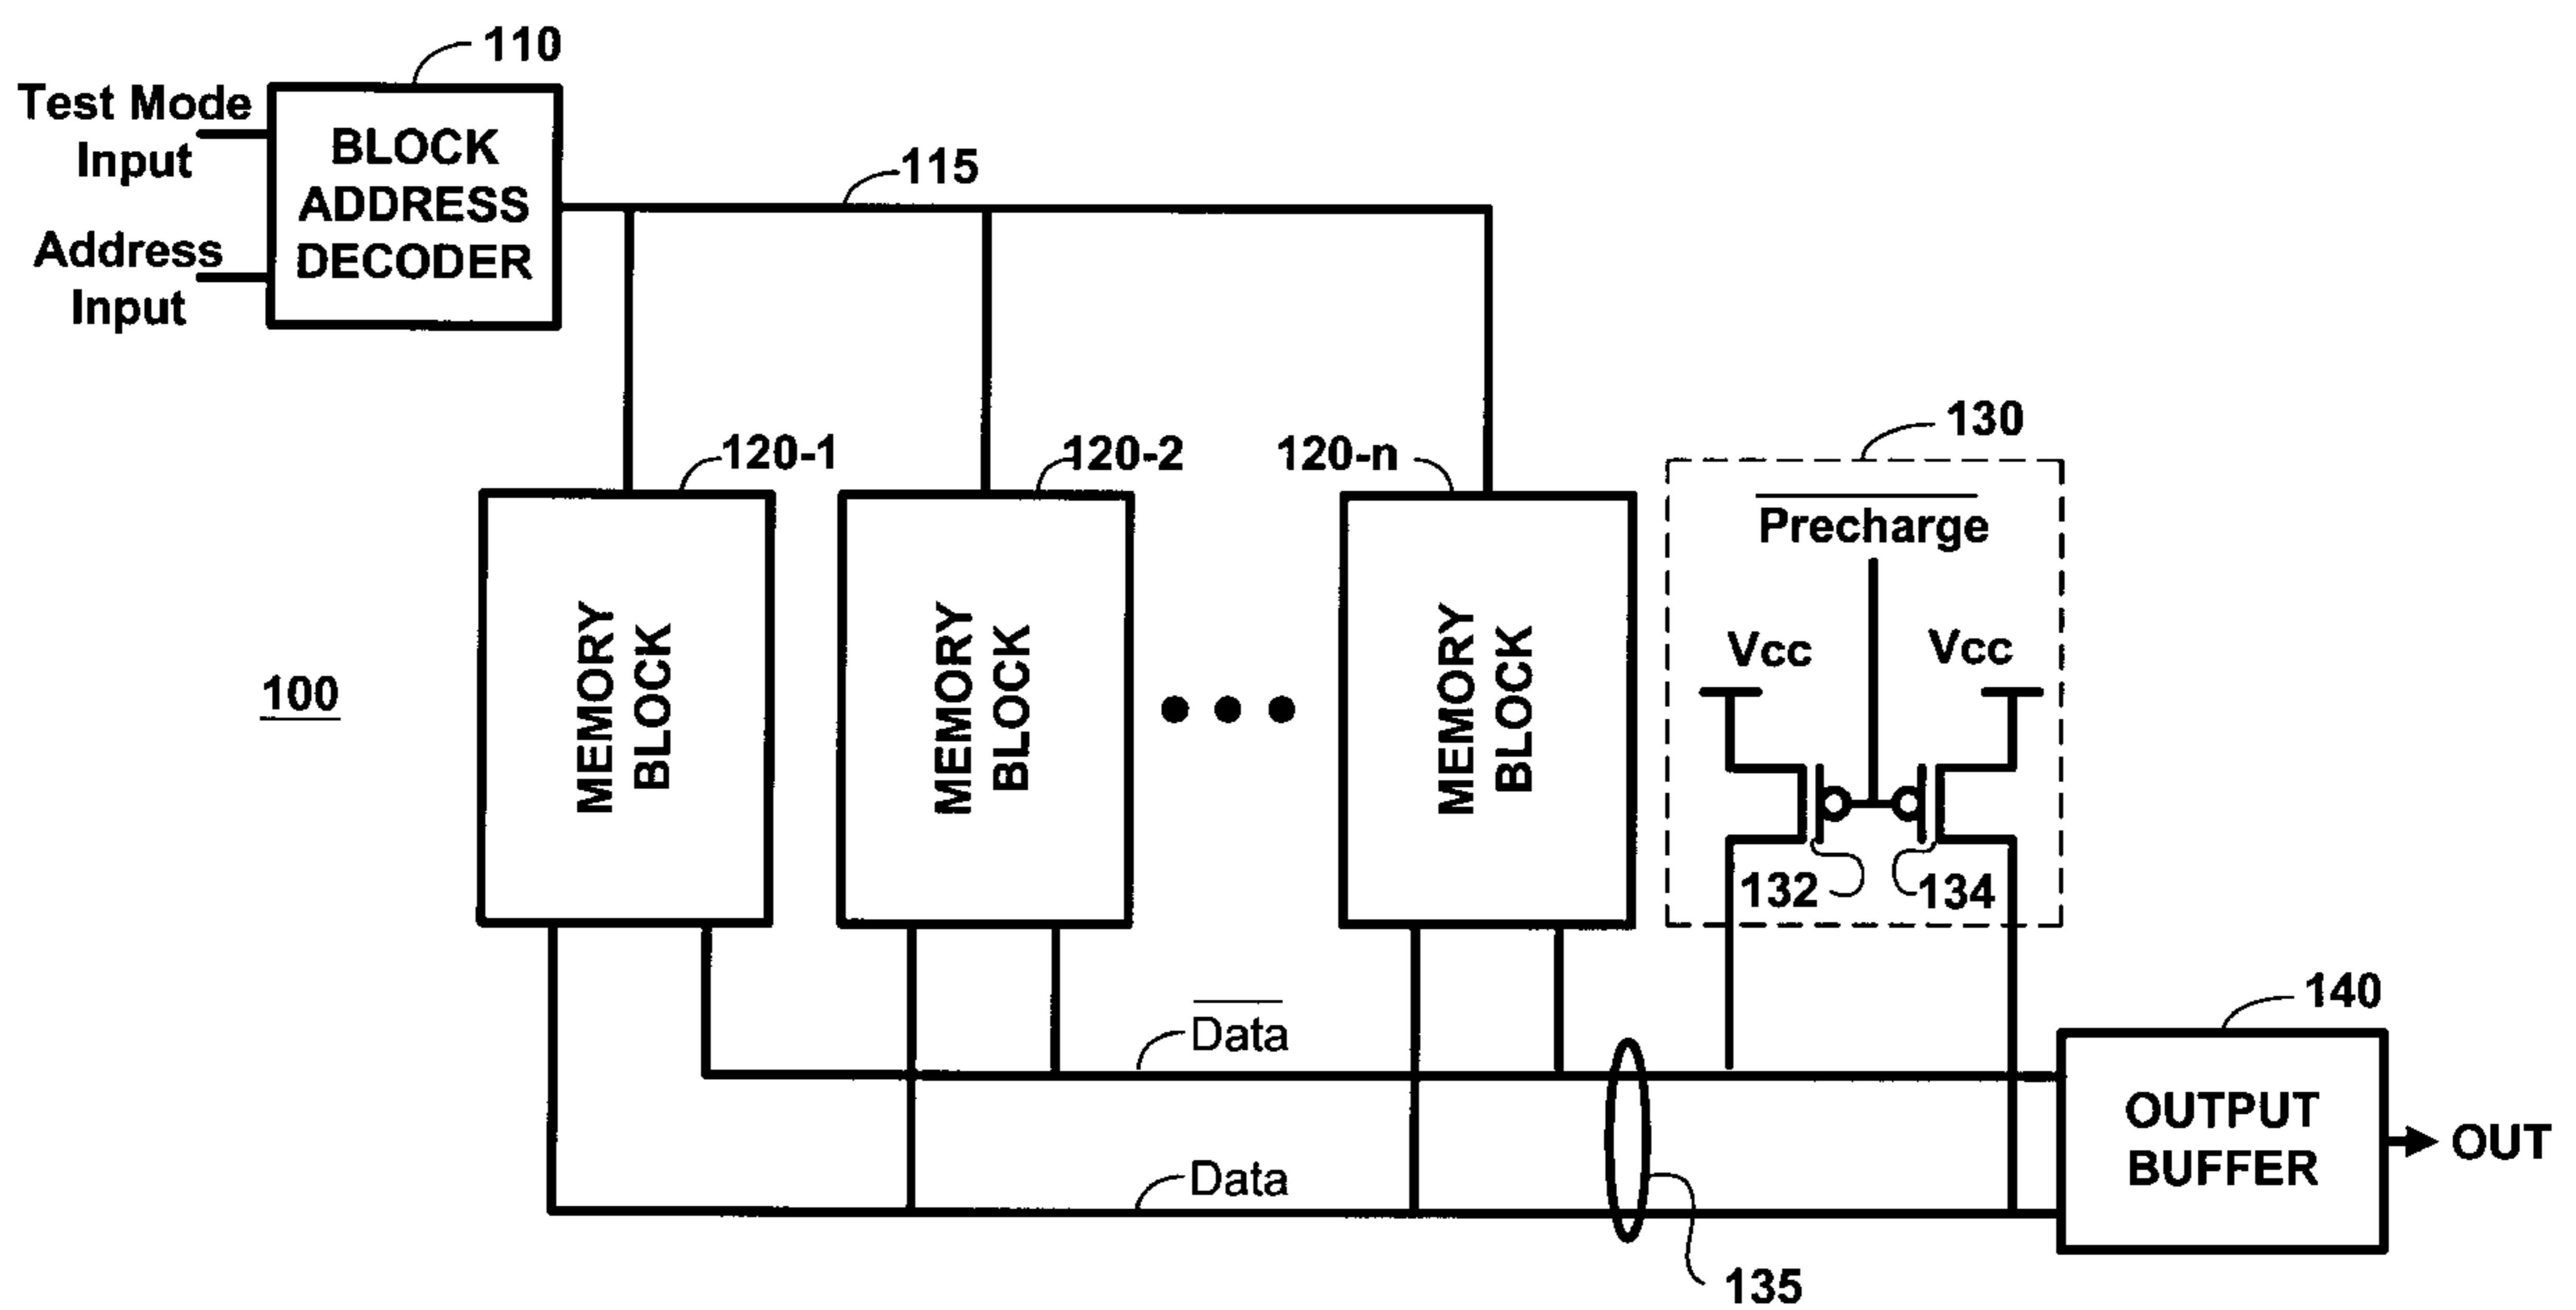 110
Test Mode
Input
BLOCK
ADDRESS
DECODER
Address
Input
115
120-1
120-2
120-n
130
Precharge
Vcc
Vcc
MEMORY
BLOCK
MEMORY
BLOCK
MEMORY
BLOCK
100
132
134
Data
140
OUTPUT
BUFFER
OUT
Data
135